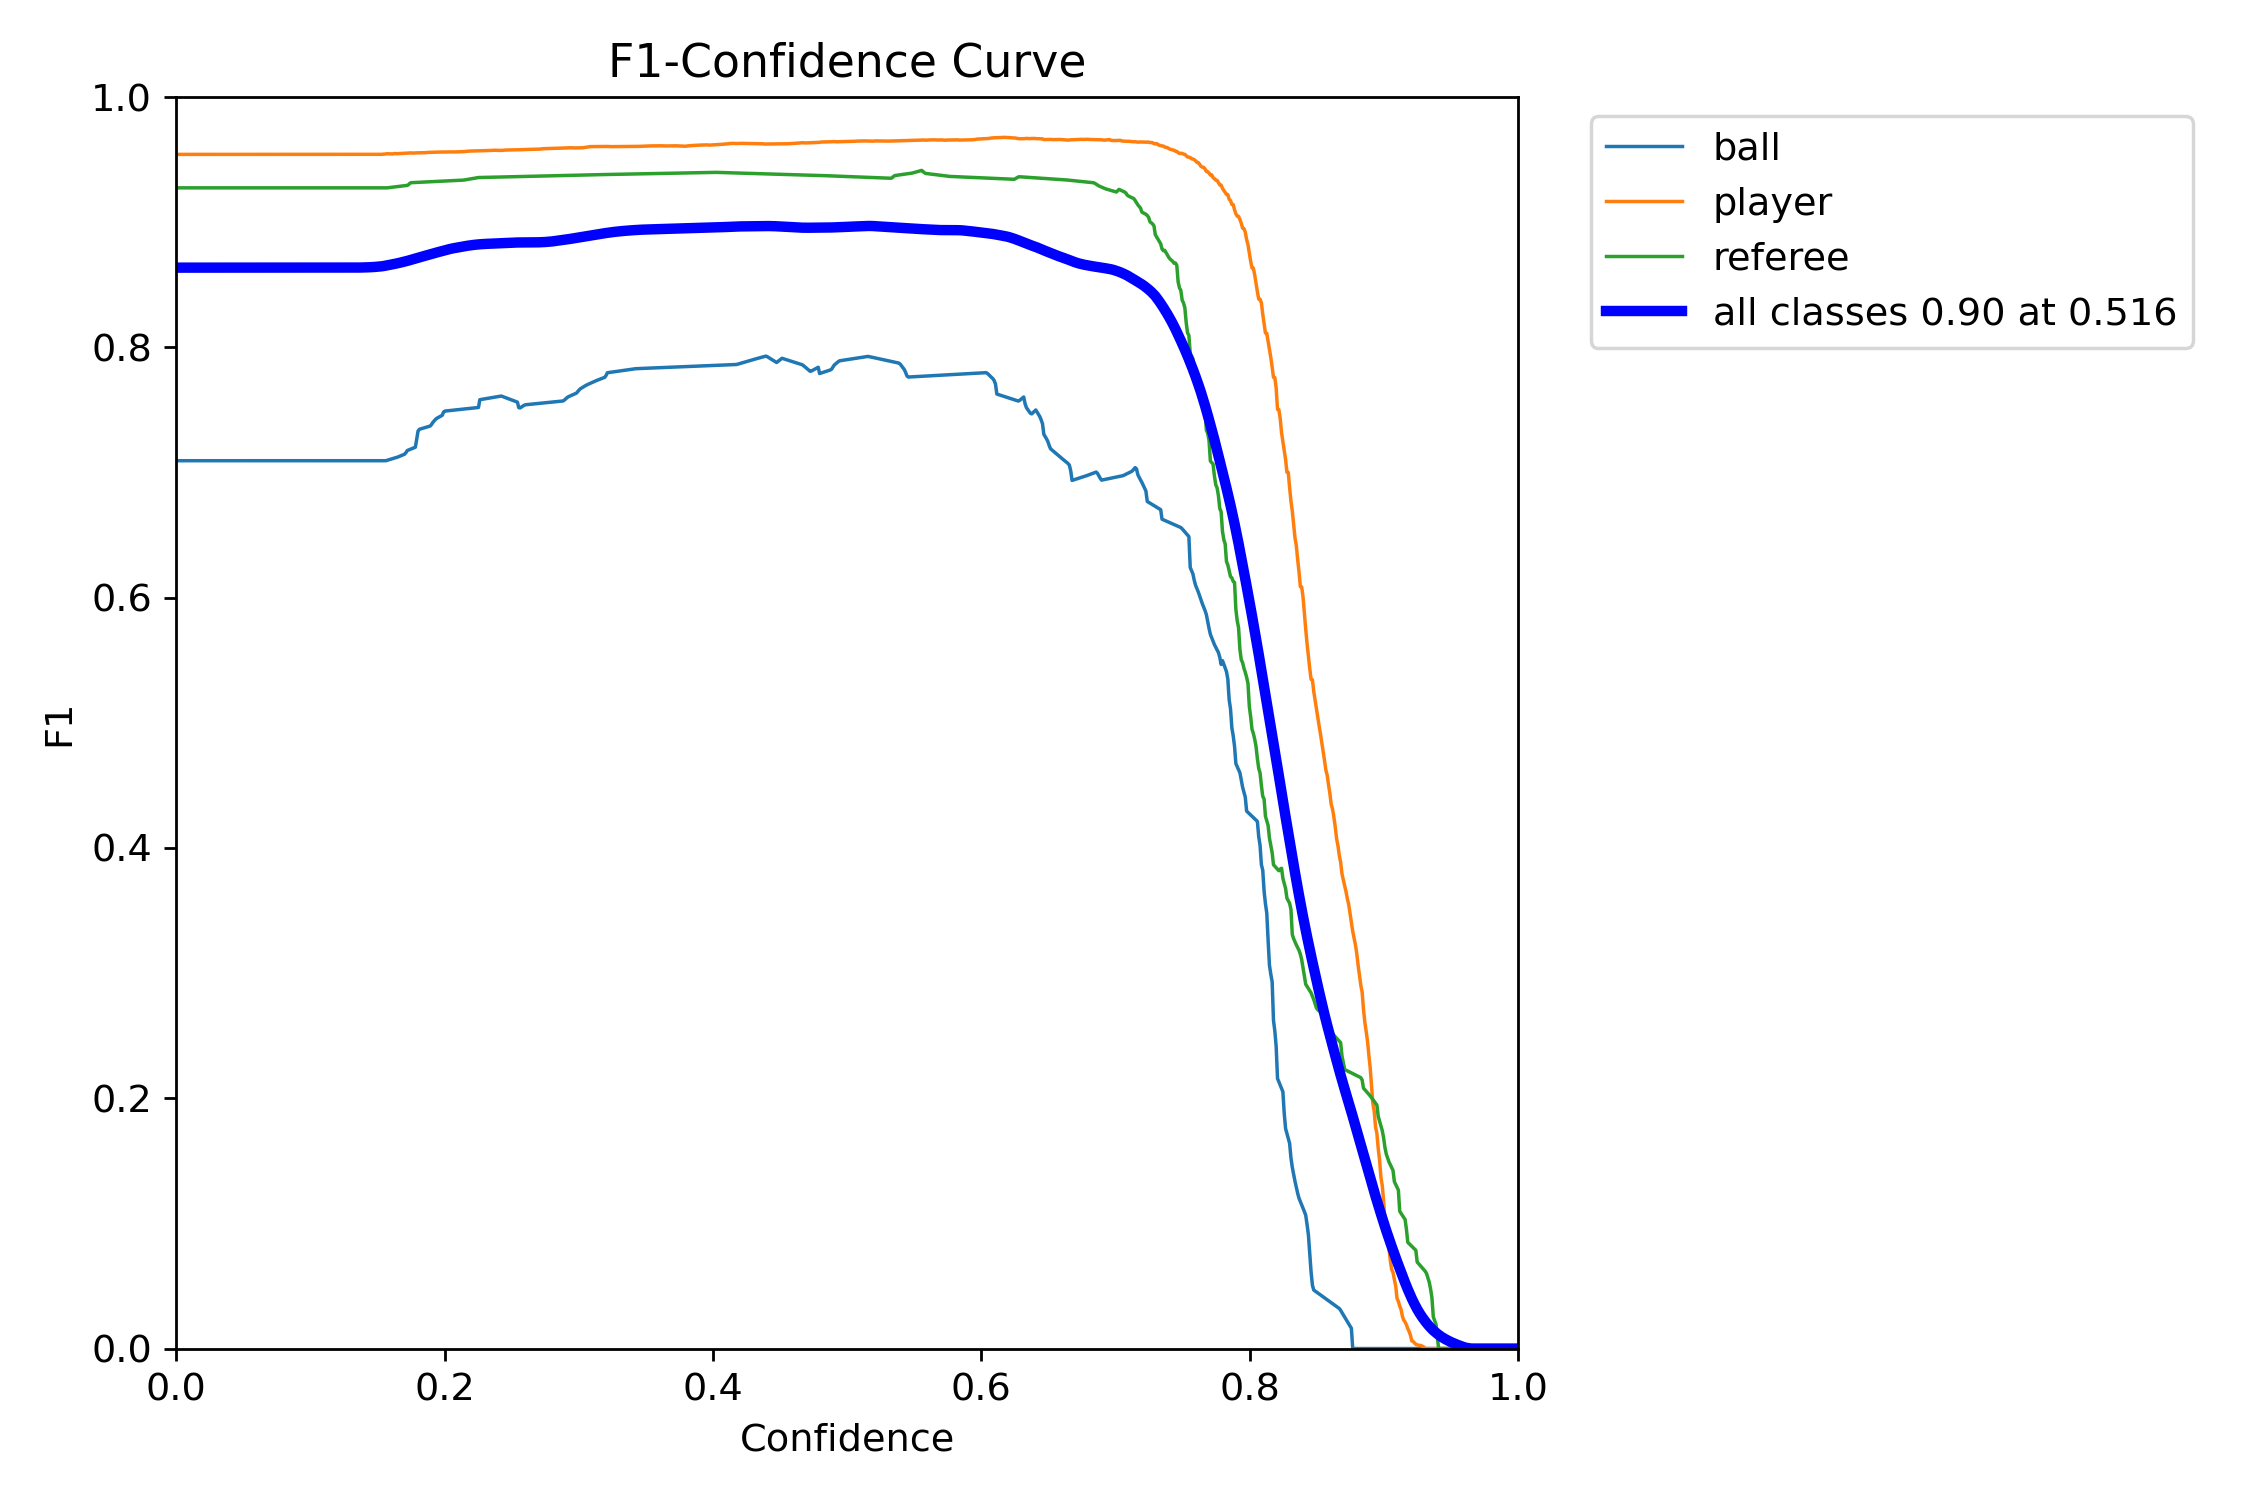 F1-Confidence Curve
1.0
0.8
0.6
0.4
0.2
0.0
F1
0.0 0.2 0.4 0.6 0.8 1.0
Confidence
ball
player
referee
all classes 0.90 at 0.516